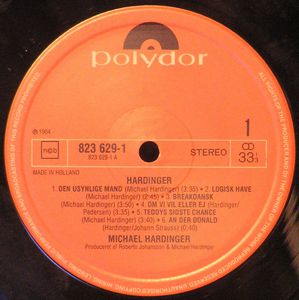 polydor
℗ 1984
ncb
823 629-1
823 629-1 A
STEREO
1
33⅓
MADE IN HOLLAND
HARDINGER
1. DEN USYNLIGE MAND (Michael Hardinger) (3:35) • 2. LOGISK HAVE
(Michael Hardinger) (2:45) • 3. BREAKDANSK
(Michael Hardinger) (3:50) • 4. OM VI VIL ELLER EJ (Hardinger/
Pedersen) (3:35) • 5. TEDDYS SIDSTE CHANCE
(Michael Hardinger) (3:40) • 6. AN DER DONALD
(Hardinger/Johann Strauss) (0:40)
MICHAEL HARDINGER
Produceret af Roberto Johansson & Michael Hardinger